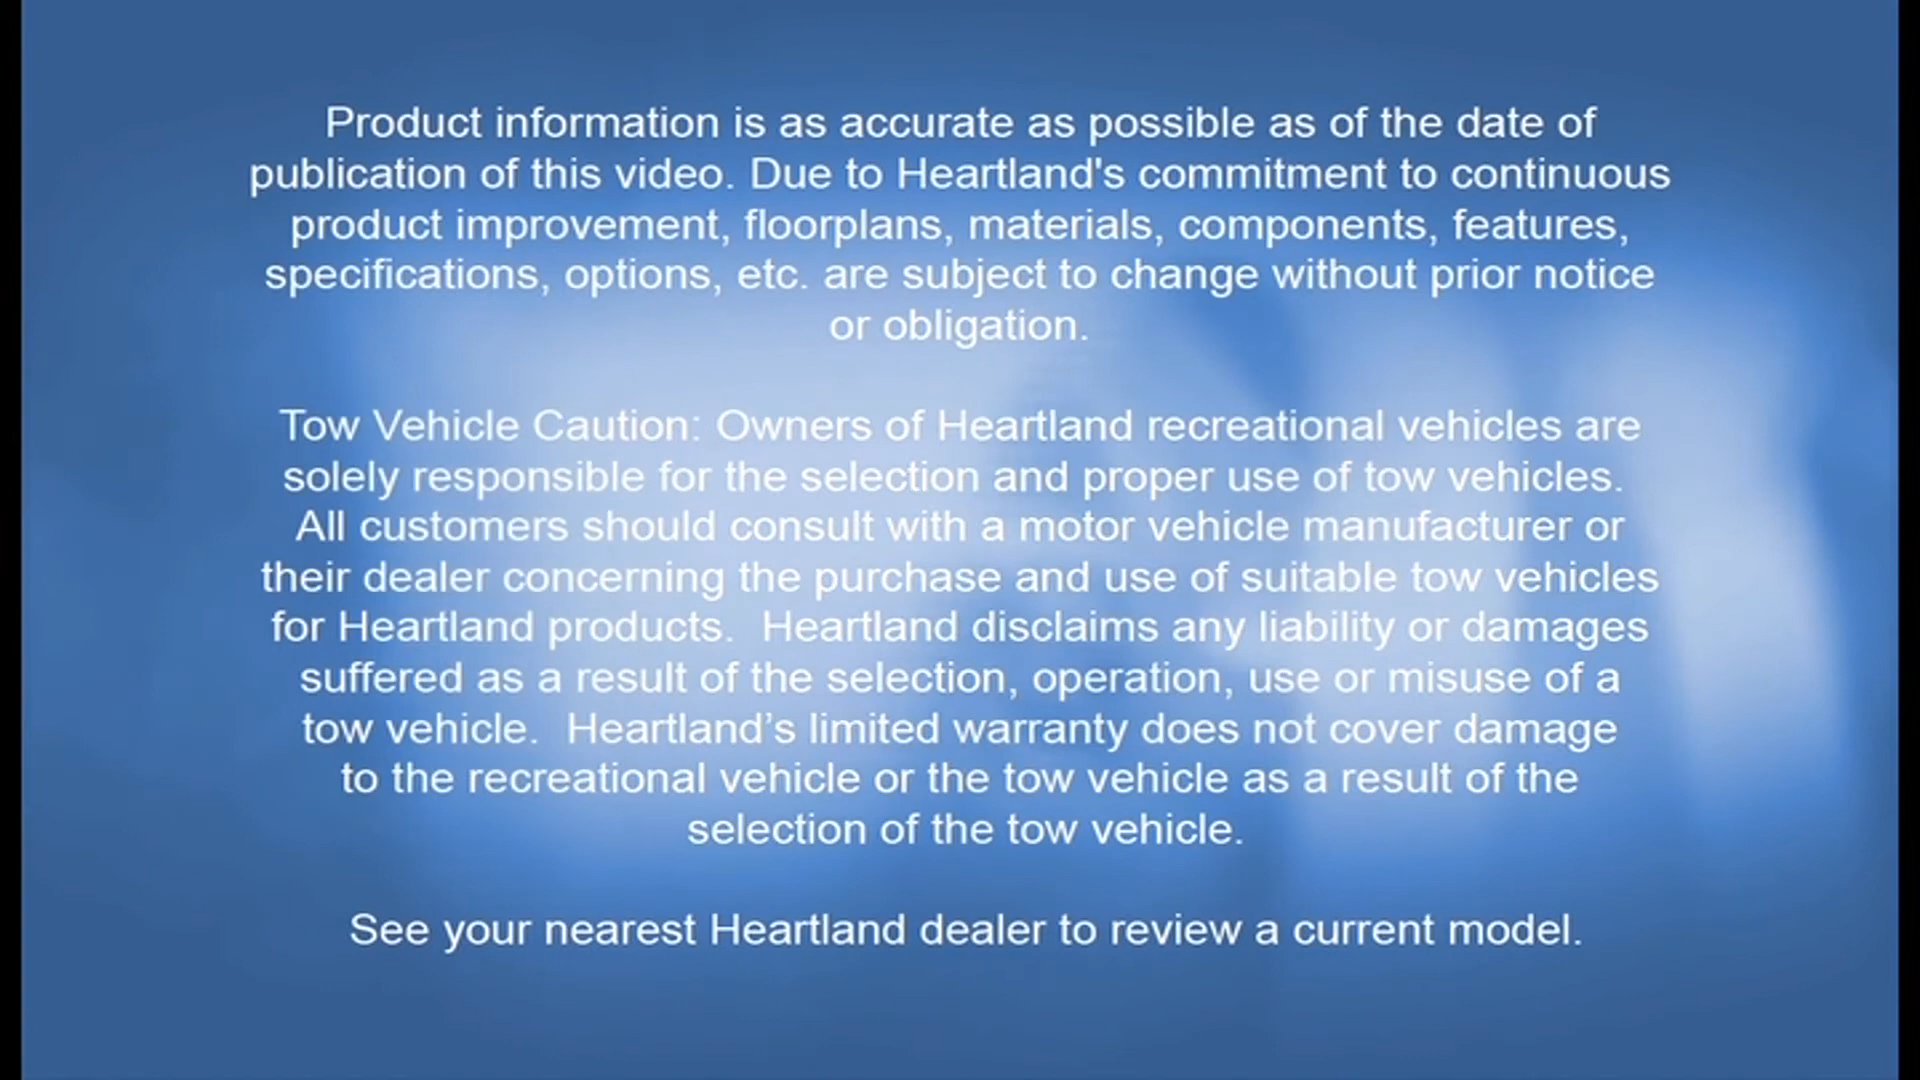 Product information is as accurate as possible as of the date of
publication of this video. Due to Heartland's commitment to continuous
product improvement, floorplans, materials, components, features,
specifications, options, etc. are subject to change without prior notice
or obligation.
Tow Vehicle Caution: Owners of Heartland recreational vehicles are
solely responsible for the selection and proper use of tow vehicles.
All customers should consult with a motor vehicle manufacturer or
their dealer concerning the purchase and use of suitable tow vehicles
for Heartland products.  Heartland disclaims any liability or damages
suffered as a result of the selection, operation, use or misuse of a
tow vehicle.  Heartland’s limited warranty does not cover damage
to the recreational vehicle or the tow vehicle as a result of the
selection of the tow vehicle.
See your nearest Heartland dealer to review a current model.